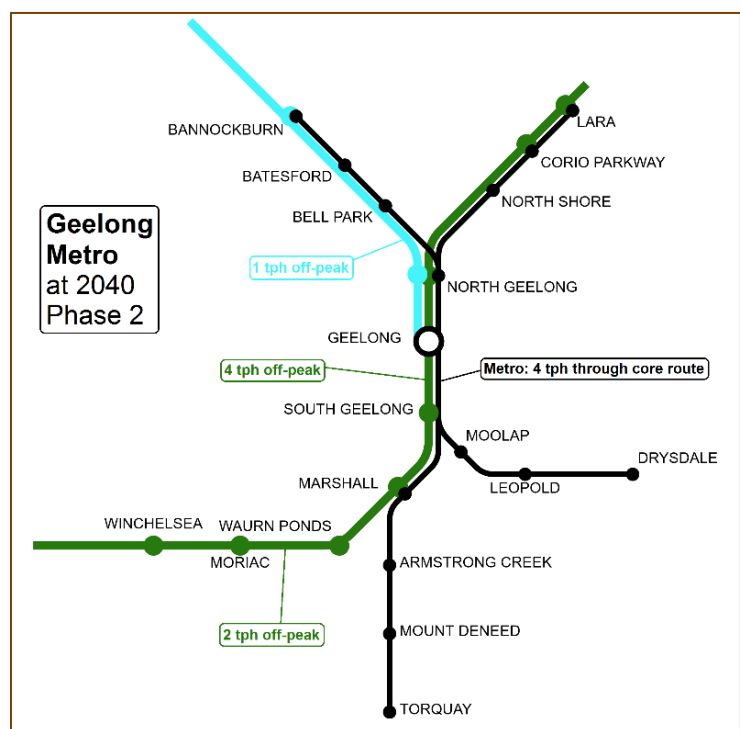 LARA
BANNOCKBURN
CORIO PARKWAY
BATESFORD
NORTH SHORE
BELL PARK
Geelong
Metro
at 2040
Phase 2
1 tph off-peak
NORTH GEELONG
GEELONG
4 tph off-peak
Metro: 4 tph through core route
SOUTH GEELONG
MOOLAP
DRYSDALE
LEOPOLD
MARSHALL
WINCHELSEA
WAURN PONDS
MORIAC
ARMSTRONG CREEK
2 tph off-peak
MOUNT DENEED
TORQUAY